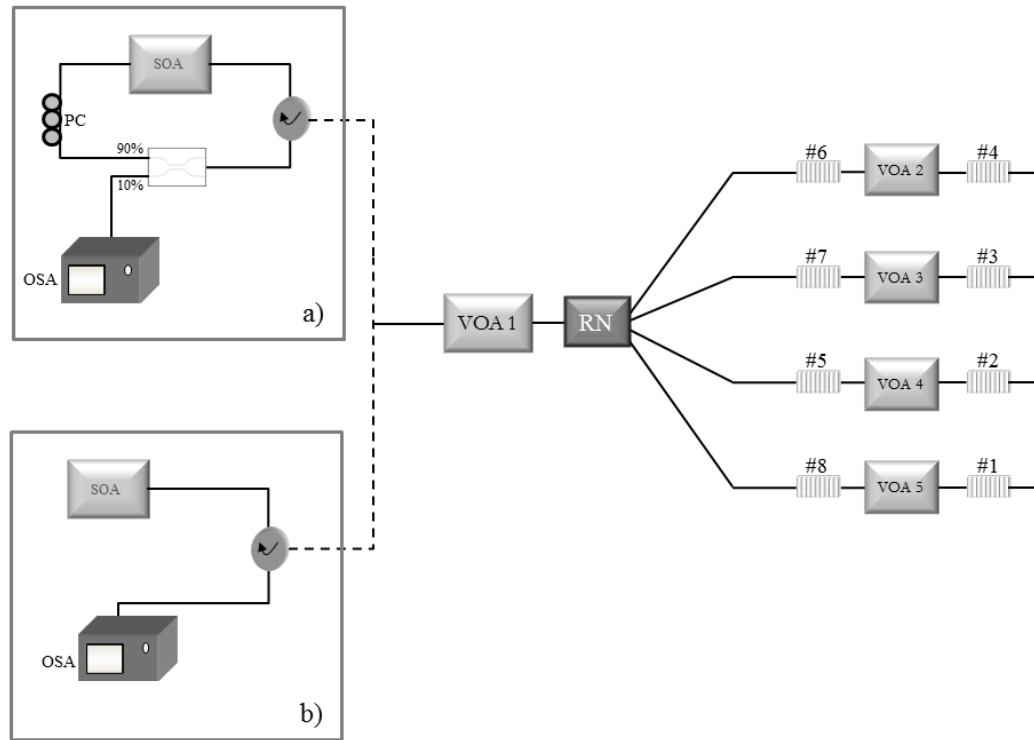 SOA
PC
90%
10%
OSA
a)
VOA 1
RN
#6
VOA 2
#4
#7
VOA 3
#3
#5
VOA 4
#2
#8
VOA 5
#1
SOA
OSA
b)